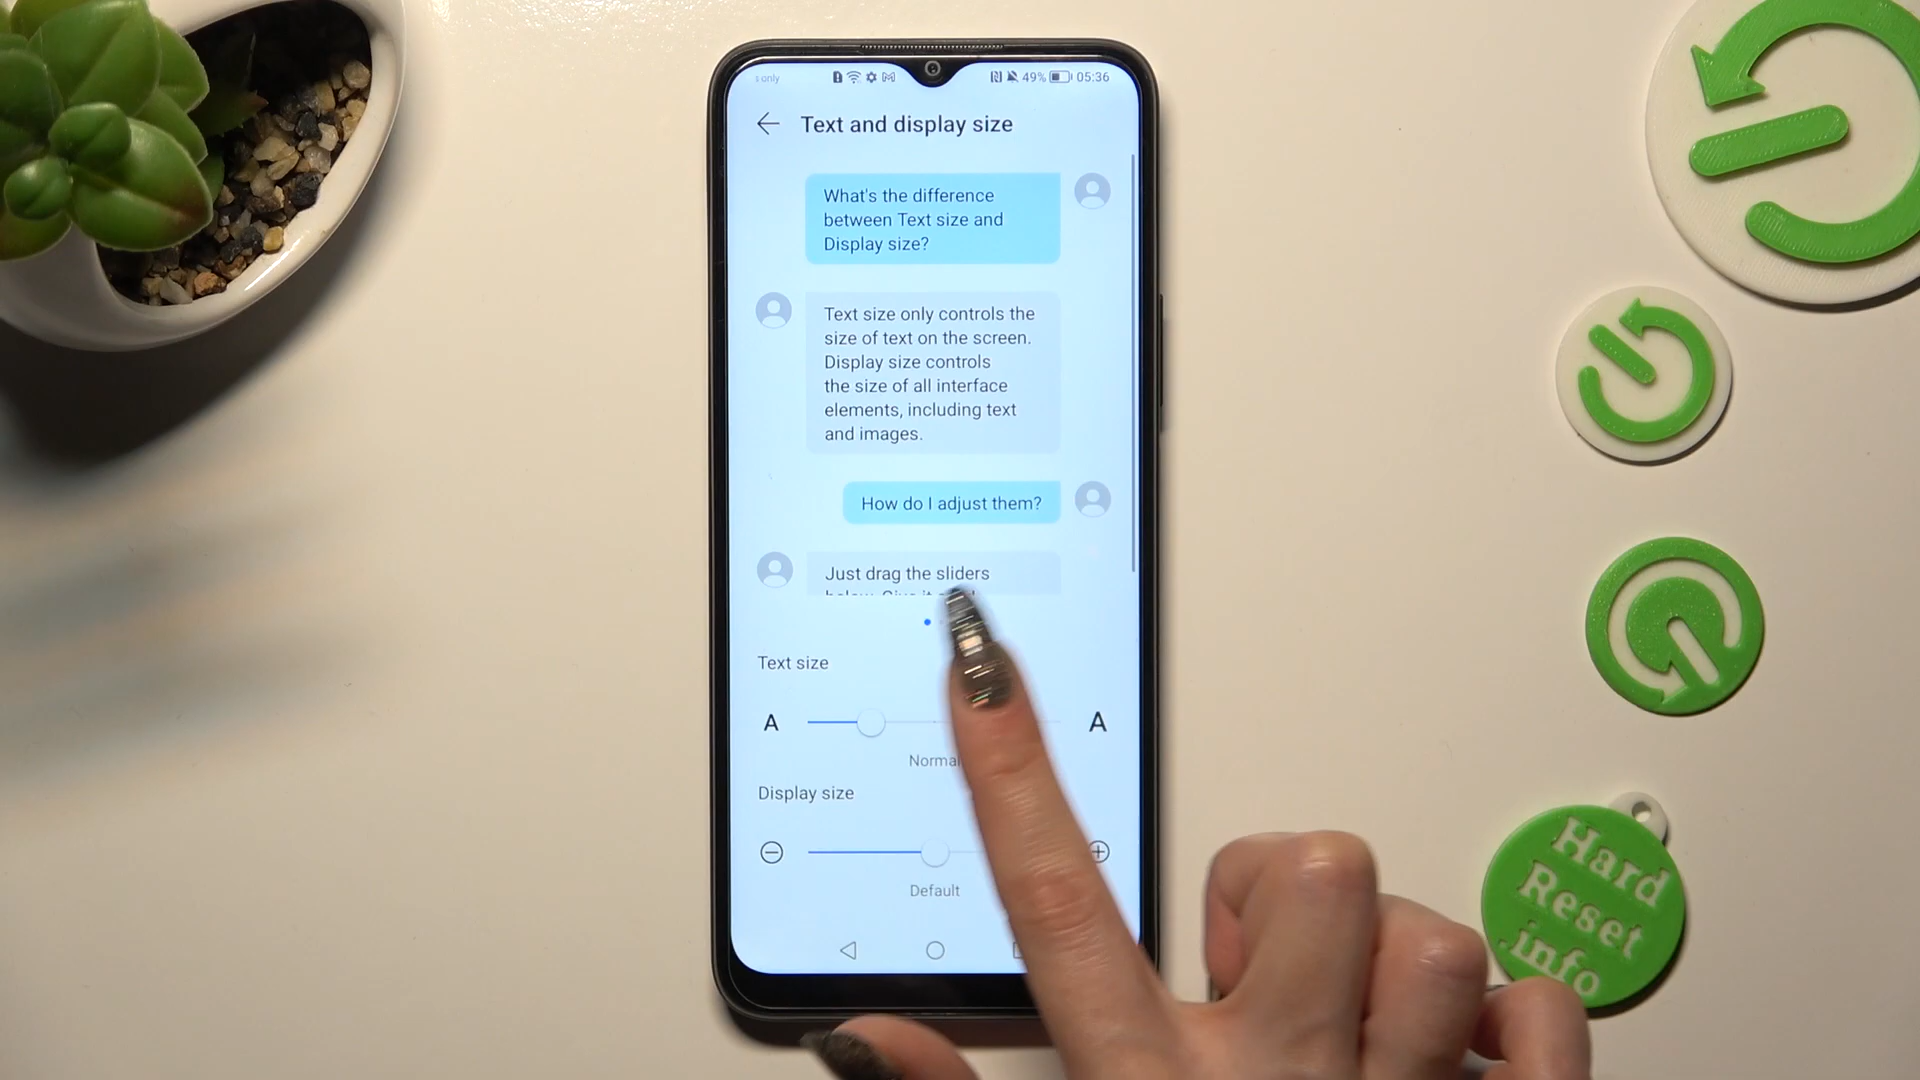 s only
49% 05:36
Text and display size
What's the difference
between Text size and
Display size?
Text size only controls the
size of text on the screen.
Display size controls
the size of all interface
elements, including text
and images.
How do I adjust them?
Just drag the sliders
Text size
A A
Normal
Display size
Default
Hard
Reset
.info